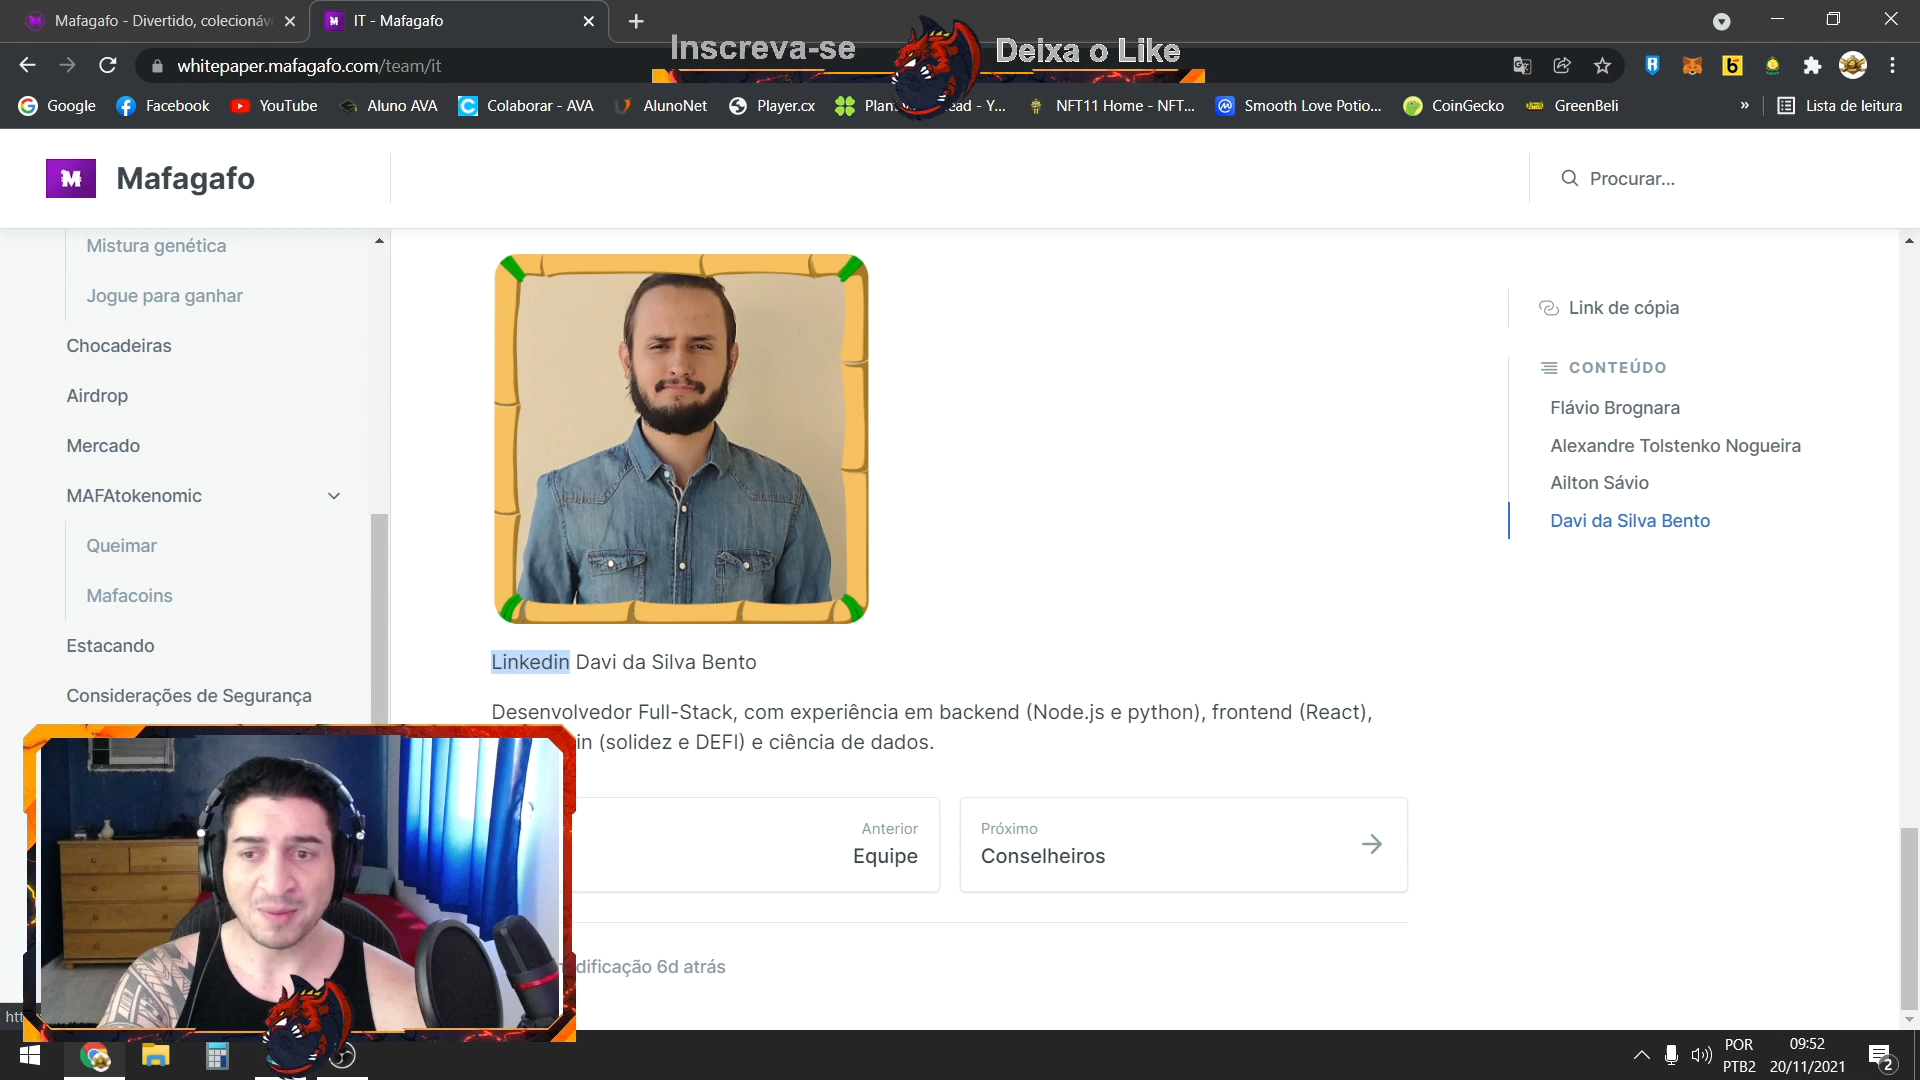 Mafagafo - Divertido, colecionáv
IT - Mafagafo
Inscreva-se
Deixa o Like
whitepaper.mafagafo.com/team/it
Google
Facebook
YouTube
Aluno AVA
Colaborar - AVA
AlunoNet
Player.cx
NFT11 Home - NFT...
Smooth Love Potio...
CoinGecko
GreenBeli
»
Lista de leitura
M
Mafagafo
Procurar...
Mistura genética
Jogue para ganhar
Chocadeiras
Airdrop
Mercado
MAFAtokenomic
Queimar
Mafacoins
Estacando
Considerações de Segurança
Linkedin Davi da Silva Bento
Desenvolvedor Full-Stack, com experiência em backend (Node.js e python), frontend (React),
in (solidez e DEFI) e ciência de dados.
Anterior
Equipe
Próximo
Conselheiros
dificação 6d atrás
Link de cópia
CONTEÚDO
Flávio Brognara
Alexandre Tolstenko Nogueira
Ailton Sávio
Davi da Silva Bento
POR
PTB2
09:52
20/11/2021
2